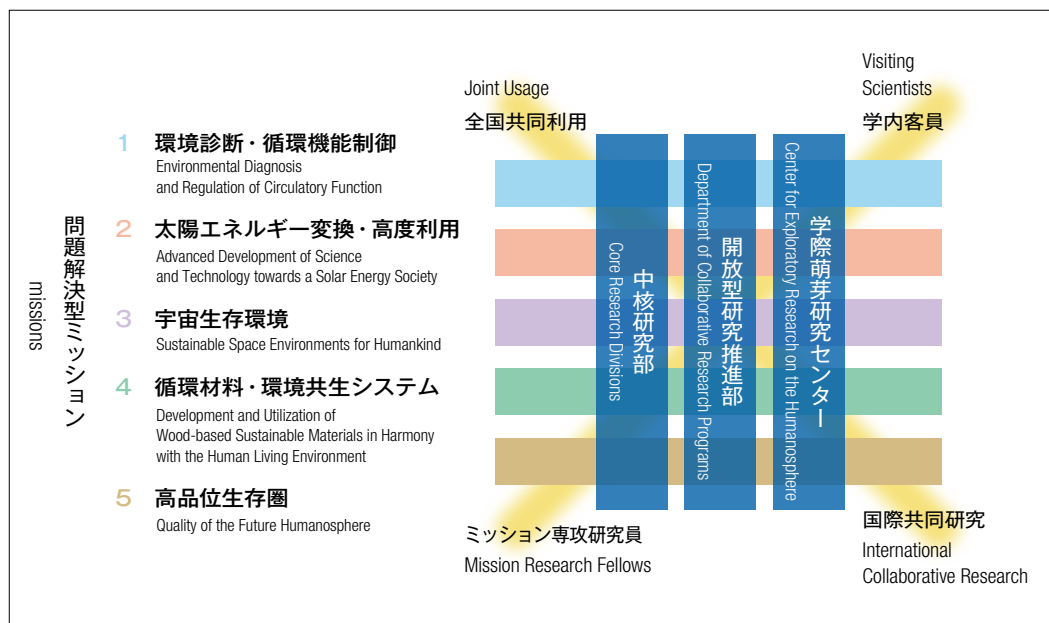 問題解決型ミッション
missions
1 環境診断・循環機能制御
Environmental Diagnosis
and Regulation of Circulatory Function
2 太陽エネルギー変換・高度利用
Advanced Development of Science
and Technology towards a Solar Energy Society
3 宇宙生存環境
Sustainable Space Environments for Humankind
4 循環材料・環境共生システム
Development and Utilization of
Wood-based Sustainable Materials in Harmony
with the Human Living Environment
5 高品位生存圏
Quality of the Future Humanosphere
Joint Usage
全国共同利用
Visiting
Scientists
学内客員
中核研究部
Core Research Divisions
開放型研究推進部
Department of Collaborative Research Programs
学際萌芽研究センター
Center for Exploratory Research on the Humanosphere
ミッション専攻研究員
Mission Research Fellows
国際共同研究
International
Collaborative Research